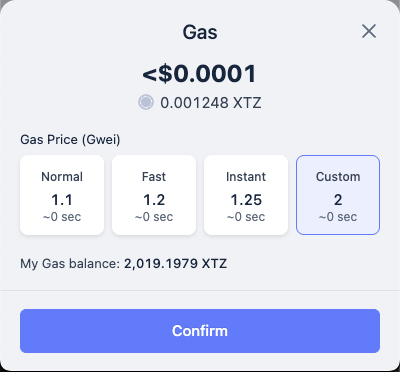 Gas
<$0.0001
0.001248 XTZ
Gas Price (Gwei)
Normal
1.1
~0 sec
Fast
1.2
~0 sec
Instant
1.25
~0 sec
Custom
2
~0 sec
My Gas balance: 2,019.1979 XTZ
Confirm